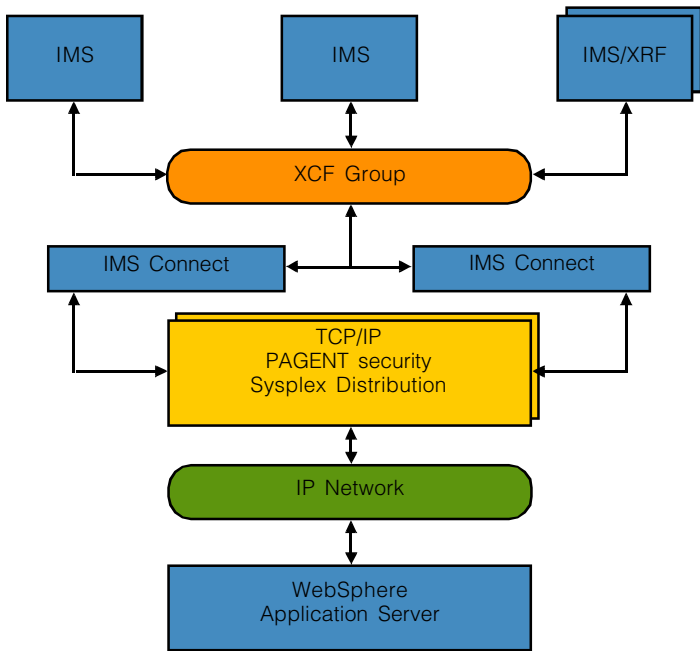 IMS
IMS
IMS/XRF
XCF Group
IMS Connect
IMS Connect
TCP/IP
PAGENT security
Sysplex Distribution
IP Network
WebSphere
Application Server